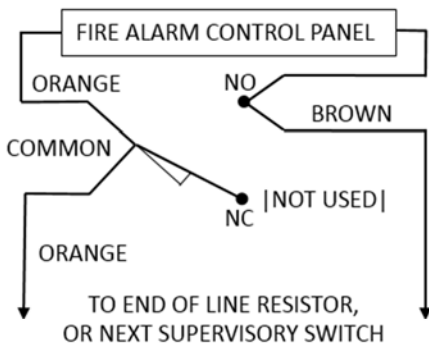 FIRE ALARM CONTROL PANEL
ORANGE
NO
BROWN
COMMON
|NOT USED|
NC
ORANGE
TO END OF LINE RESISTOR,
OR NEXT SUPERVISORY SWITCH